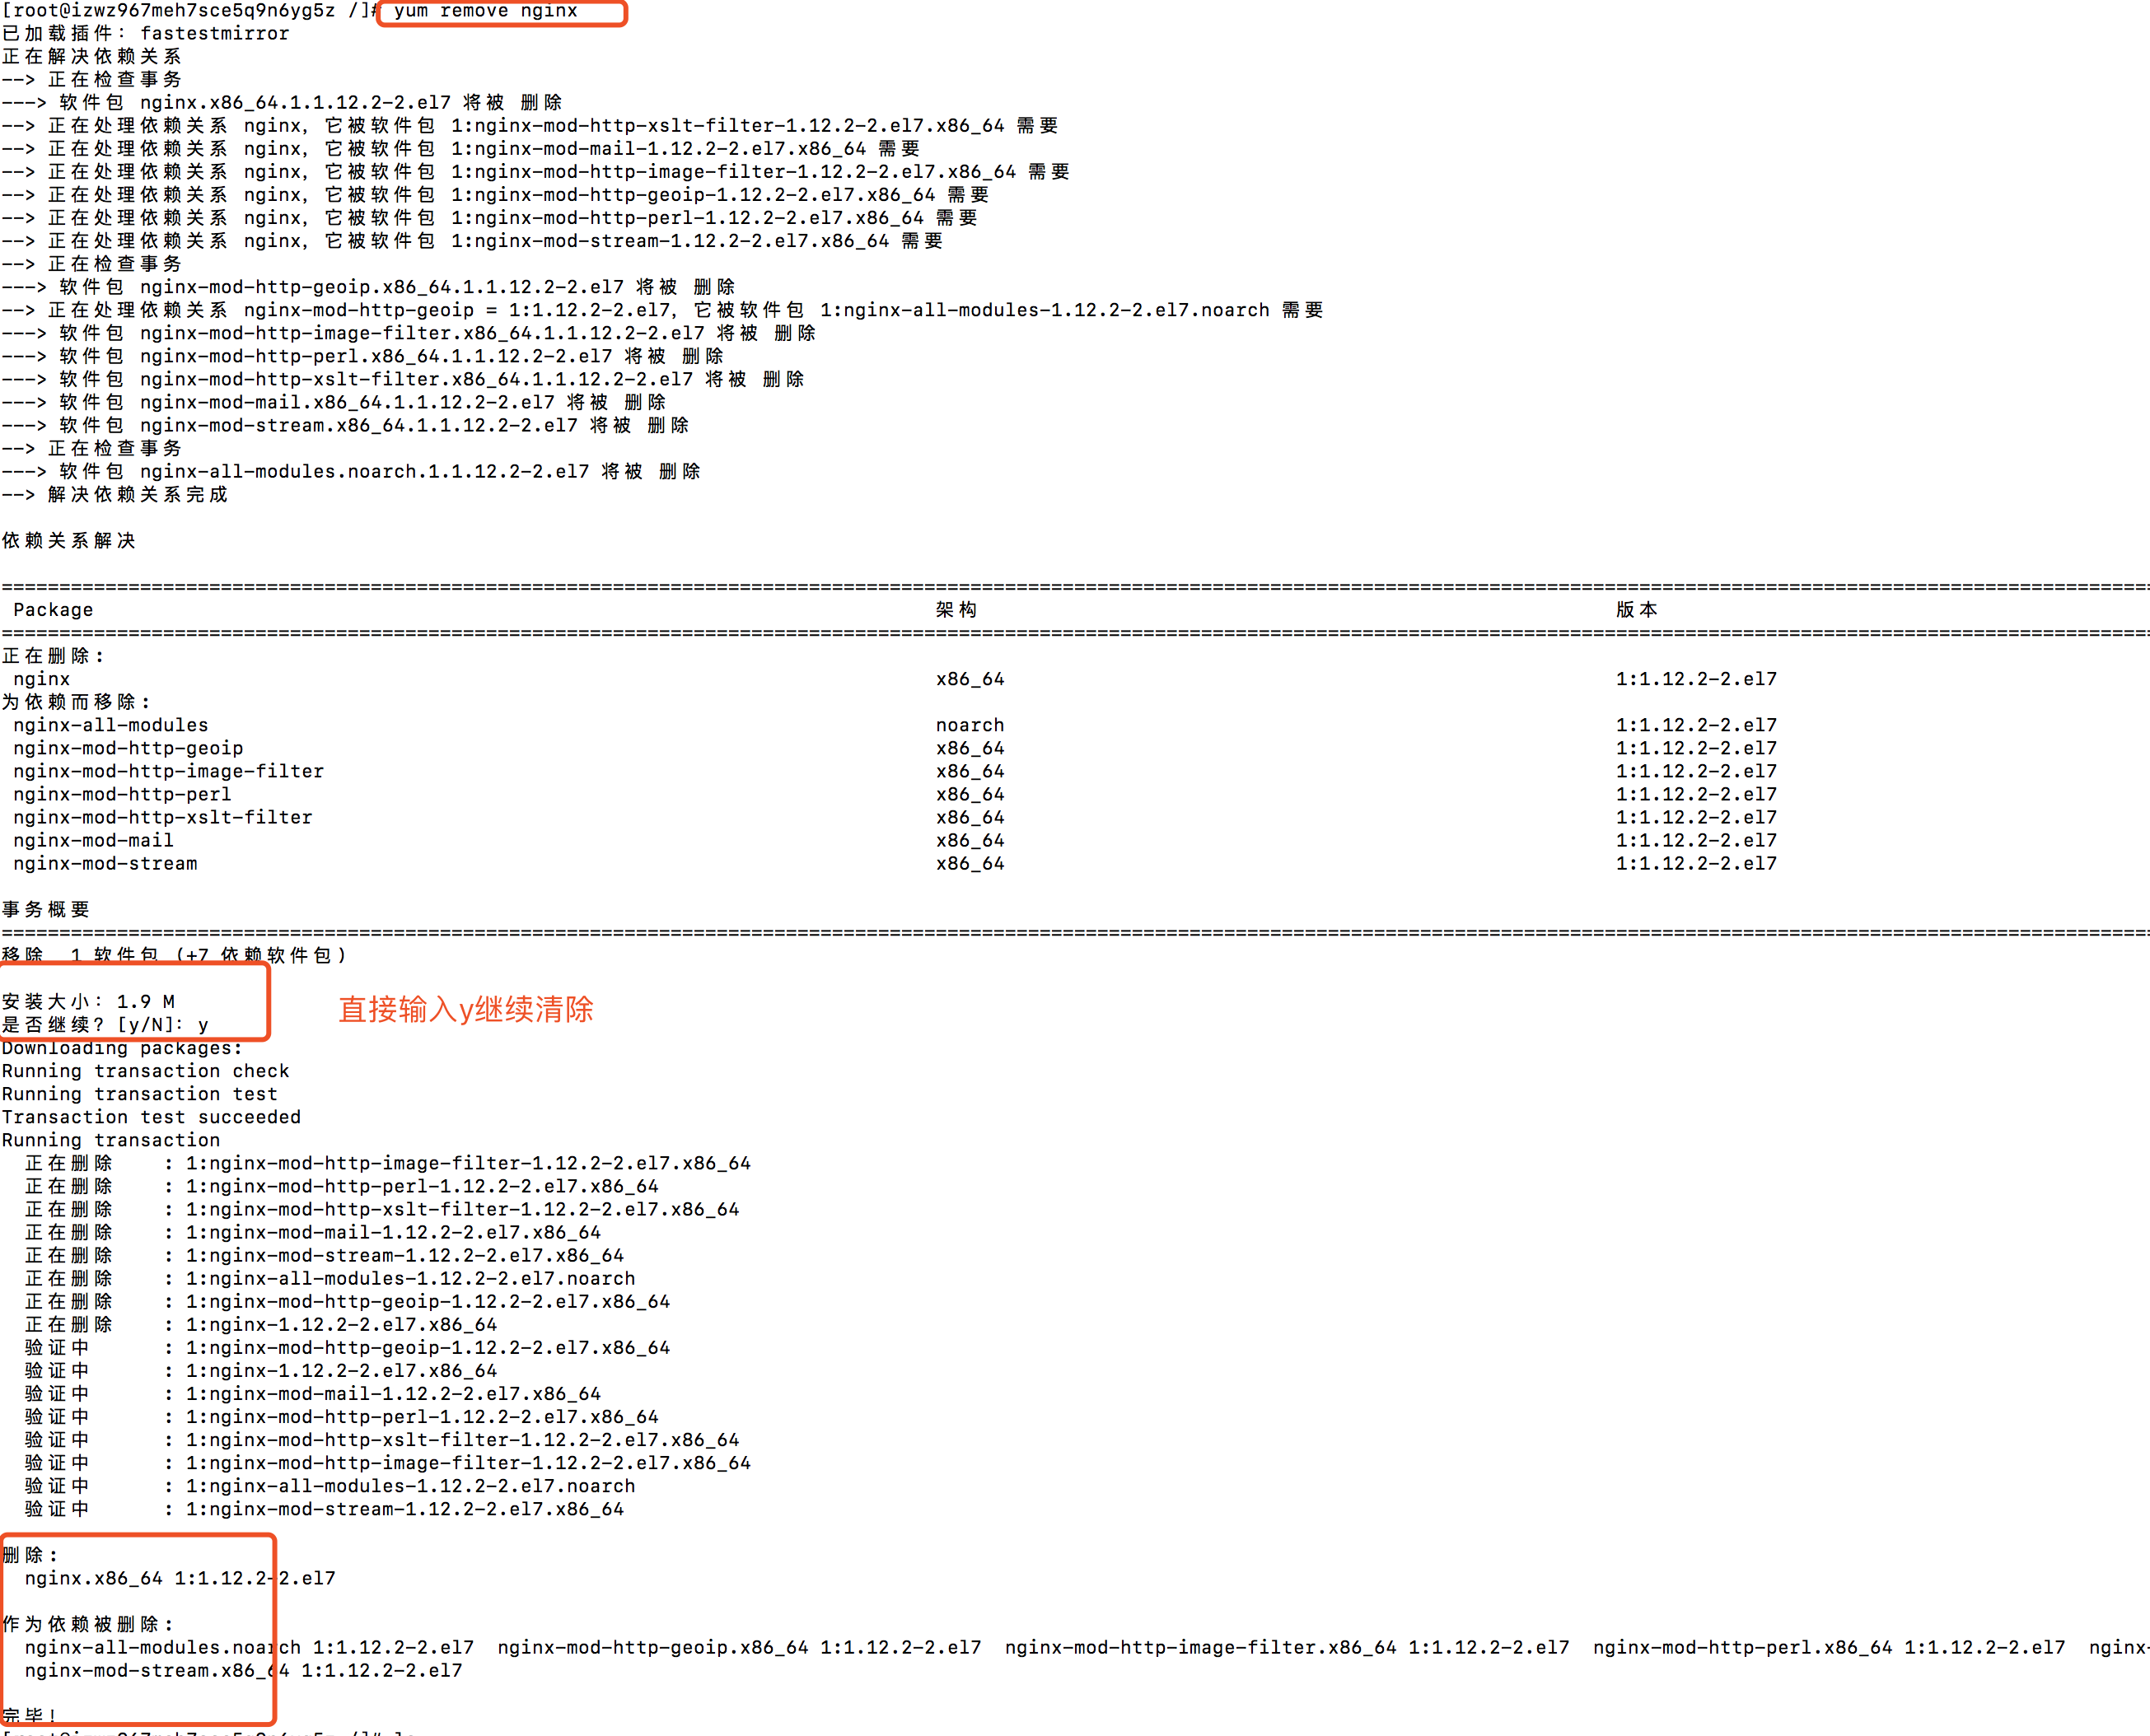 [root@izwz967meh7sce5q9n6yg5z /]# yum remove nginx
已加载插件：fastestmirror
正在解决依赖关系
--> 正在检查事务
---> 软件包 nginx.x86_64.1.1.12.2-2.el7 将被 删除
--> 正在处理依赖关系 nginx，它被软件包 1:nginx-mod-http-xslt-filter-1.12.2-2.el7.x86_64 需要
--> 正在处理依赖关系 nginx，它被软件包 1:nginx-mod-mail-1.12.2-2.el7.x86_64 需要
--> 正在处理依赖关系 nginx，它被软件包 1:nginx-mod-http-image-filter-1.12.2-2.el7.x86_64 需要
--> 正在处理依赖关系 nginx，它被软件包 1:nginx-mod-http-geoip-1.12.2-2.el7.x86_64 需要
--> 正在处理依赖关系 nginx，它被软件包 1:nginx-mod-http-perl-1.12.2-2.el7.x86_64 需要
--> 正在处理依赖关系 nginx，它被软件包 1:nginx-mod-stream-1.12.2-2.el7.x86_64 需要
--> 正在检查事务
---> 软件包 nginx-mod-http-geoip.x86_64.1.1.12.2-2.el7 将被 删除
--> 正在处理依赖关系 nginx-mod-http-geoip = 1:1.12.2-2.el7，它被软件包 1:nginx-all-modules-1.12.2-2.el7.noarch 需要
---> 软件包 nginx-mod-http-image-filter.x86_64.1.1.12.2-2.el7 将被 删除
---> 软件包 nginx-mod-http-perl.x86_64.1.1.12.2-2.el7 将被 删除
---> 软件包 nginx-mod-http-xslt-filter.x86_64.1.1.12.2-2.el7 将被 删除
---> 软件包 nginx-mod-mail.x86_64.1.1.12.2-2.el7 将被 删除
---> 软件包 nginx-mod-stream.x86_64.1.1.12.2-2.el7 将被 删除
--> 正在检查事务
---> 软件包 nginx-all-modules.noarch.1.1.12.2-2.el7 将被 删除
--> 解决依赖关系完成
依赖关系解决
Package 架构 版本
正在删除:
nginx x86_64 1:1.12.2-2.el7
为依赖而移除:
nginx-all-modules noarch 1:1.12.2-2.el7
nginx-mod-http-geoip x86_64 1:1.12.2-2.el7
nginx-mod-http-image-filter x86_64 1:1.12.2-2.el7
nginx-mod-http-perl x86_64 1:1.12.2-2.el7
nginx-mod-http-xslt-filter x86_64 1:1.12.2-2.el7
nginx-mod-mail x86_64 1:1.12.2-2.el7
nginx-mod-stream x86_64 1:1.12.2-2.el7
事务概要
移除 1 软件包 (+7 依赖软件包)
安装大小：1.9 M
是否继续？[y/N]：y
直接输入y继续清除
Downloading packages:
Running transaction check
Running transaction test
Transaction test succeeded
Running transaction
正在删除 : 1:nginx-mod-http-image-filter-1.12.2-2.el7.x86_64
正在删除 : 1:nginx-mod-http-perl-1.12.2-2.el7.x86_64
正在删除 : 1:nginx-mod-http-xslt-filter-1.12.2-2.el7.x86_64
正在删除 : 1:nginx-mod-mail-1.12.2-2.el7.x86_64
正在删除 : 1:nginx-mod-stream-1.12.2-2.el7.x86_64
正在删除 : 1:nginx-all-modules-1.12.2-2.el7.noarch
正在删除 : 1:nginx-mod-http-geoip-1.12.2-2.el7.x86_64
正在删除 : 1:nginx-1.12.2-2.el7.x86_64
验证中 : 1:nginx-mod-http-geoip-1.12.2-2.el7.x86_64
验证中 : 1:nginx-1.12.2-2.el7.x86_64
验证中 : 1:nginx-mod-mail-1.12.2-2.el7.x86_64
验证中 : 1:nginx-mod-http-perl-1.12.2-2.el7.x86_64
验证中 : 1:nginx-mod-http-xslt-filter-1.12.2-2.el7.x86_64
验证中 : 1:nginx-mod-http-image-filter-1.12.2-2.el7.x86_64
验证中 : 1:nginx-all-modules-1.12.2-2.el7.noarch
验证中 : 1:nginx-mod-stream-1.12.2-2.el7.x86_64
删除:
nginx.x86_64 1:1.12.2-2.el7
作为依赖被删除:
nginx-all-modules.noarch 1:1.12.2-2.el7 nginx-mod-http-geoip.x86_64 1:1.12.2-2.el7 nginx-mod-http-image-filter.x86_64 1:1.12.2-2.el7 nginx-mod-http-perl.x86_64 1:1.12.2-2.el7 nginx-
nginx-mod-stream.x86_64 1:1.12.2-2.el7
完毕！